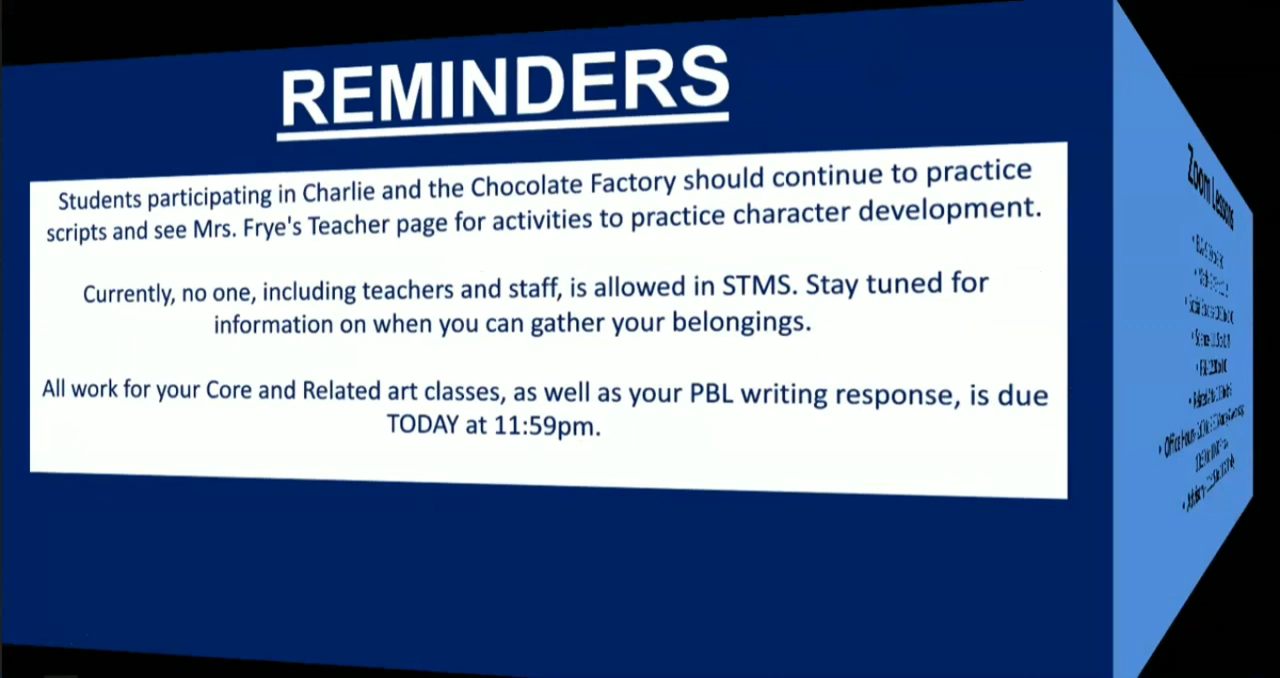 REMINDERS
Students participating in Charlie and the Chocolate Factory should continue to practice
scripts and see Mrs. Frye's Teacher page for activities to practice character development.
Currently, no one, including teachers and staff, is allowed in STMS. Stay tuned for
information on when you can gather your belongings.
All work for your Core and Related art classes, as well as your PBL writing response, is due
TODAY at 11:59pm.
Zoom Lessons